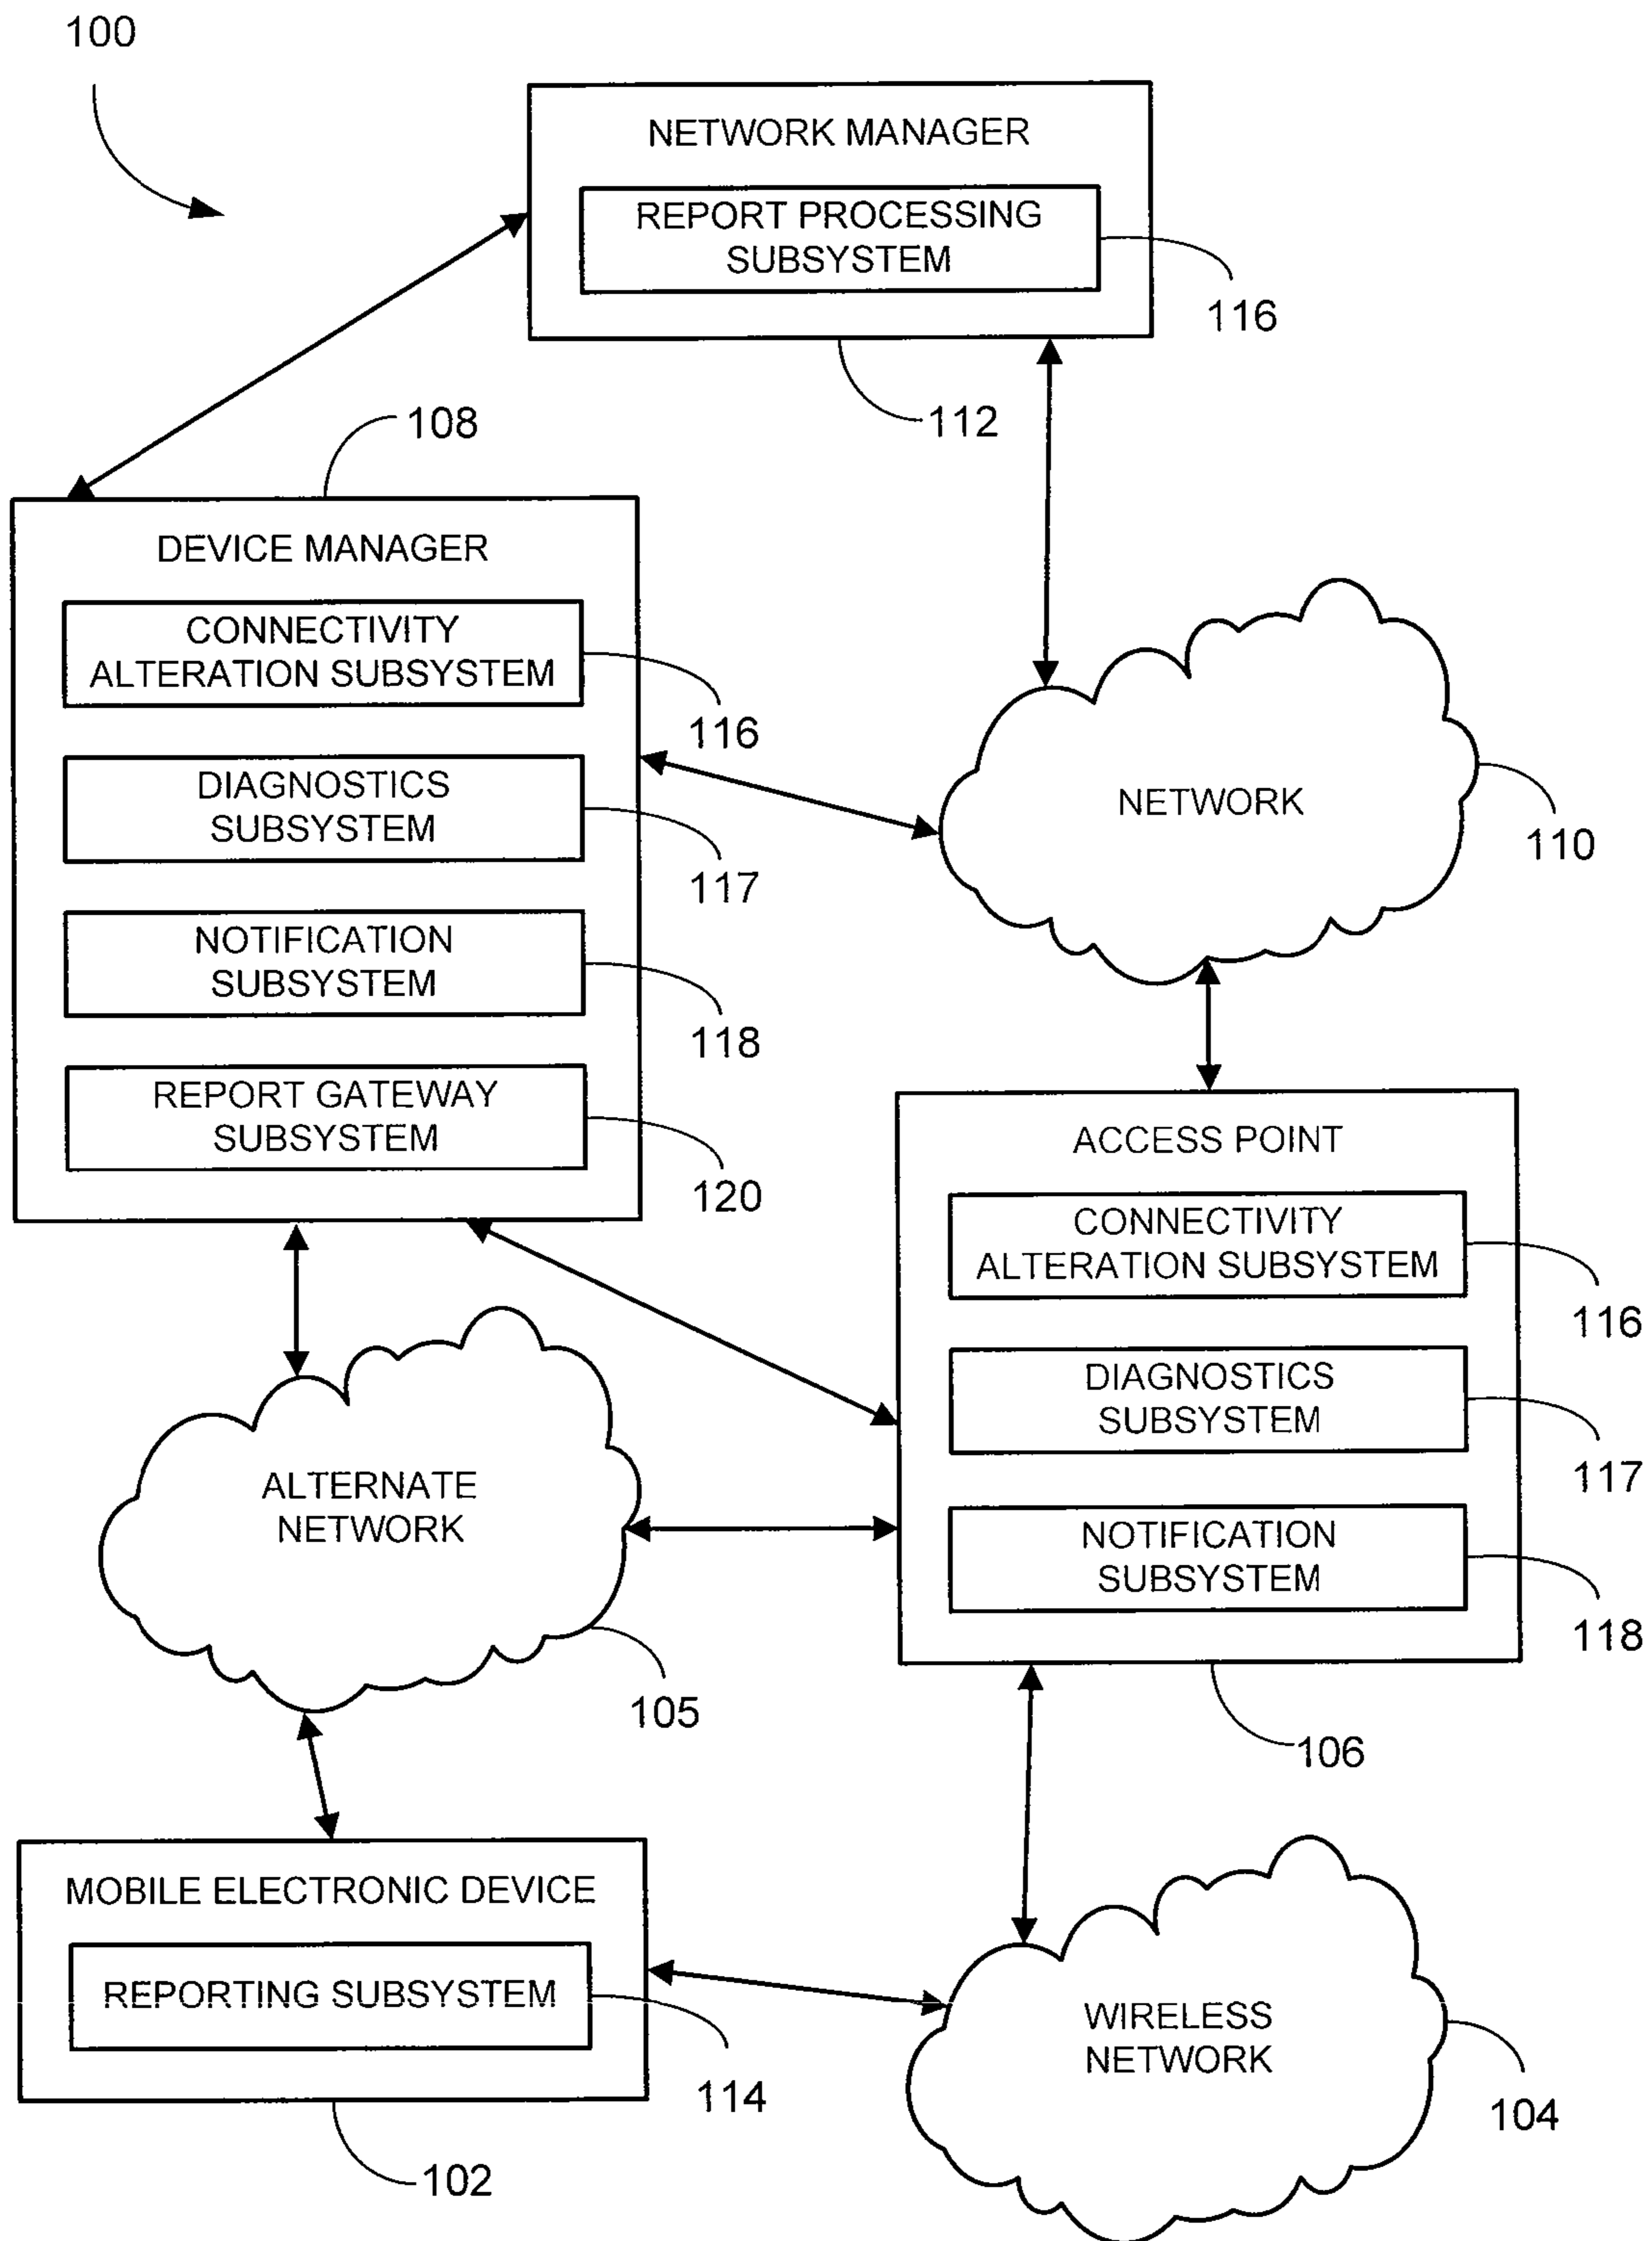 100
NETWORK MANAGER
REPORT PROCESSING
SUBSYSTEM
116
112
108
DEVICE MANAGER
CONNECTIVITY
ALTERATION SUBSYSTEM
116
DIAGNOSTICS
SUBSYSTEM
117
NOTIFICATION
SUBSYSTEM
118
REPORT GATEWAY
SUBSYSTEM
120
NETWORK
110
ACCESS POINT
CONNECTIVITY
ALTERATION SUBSYSTEM
116
DIAGNOSTICS
SUBSYSTEM
117
NOTIFICATION
SUBSYSTEM
118
106
ALTERNATE
NETWORK
105
MOBILE ELECTRONIC DEVICE
REPORTING SUBSYSTEM
114
102
WIRELESS
NETWORK
104